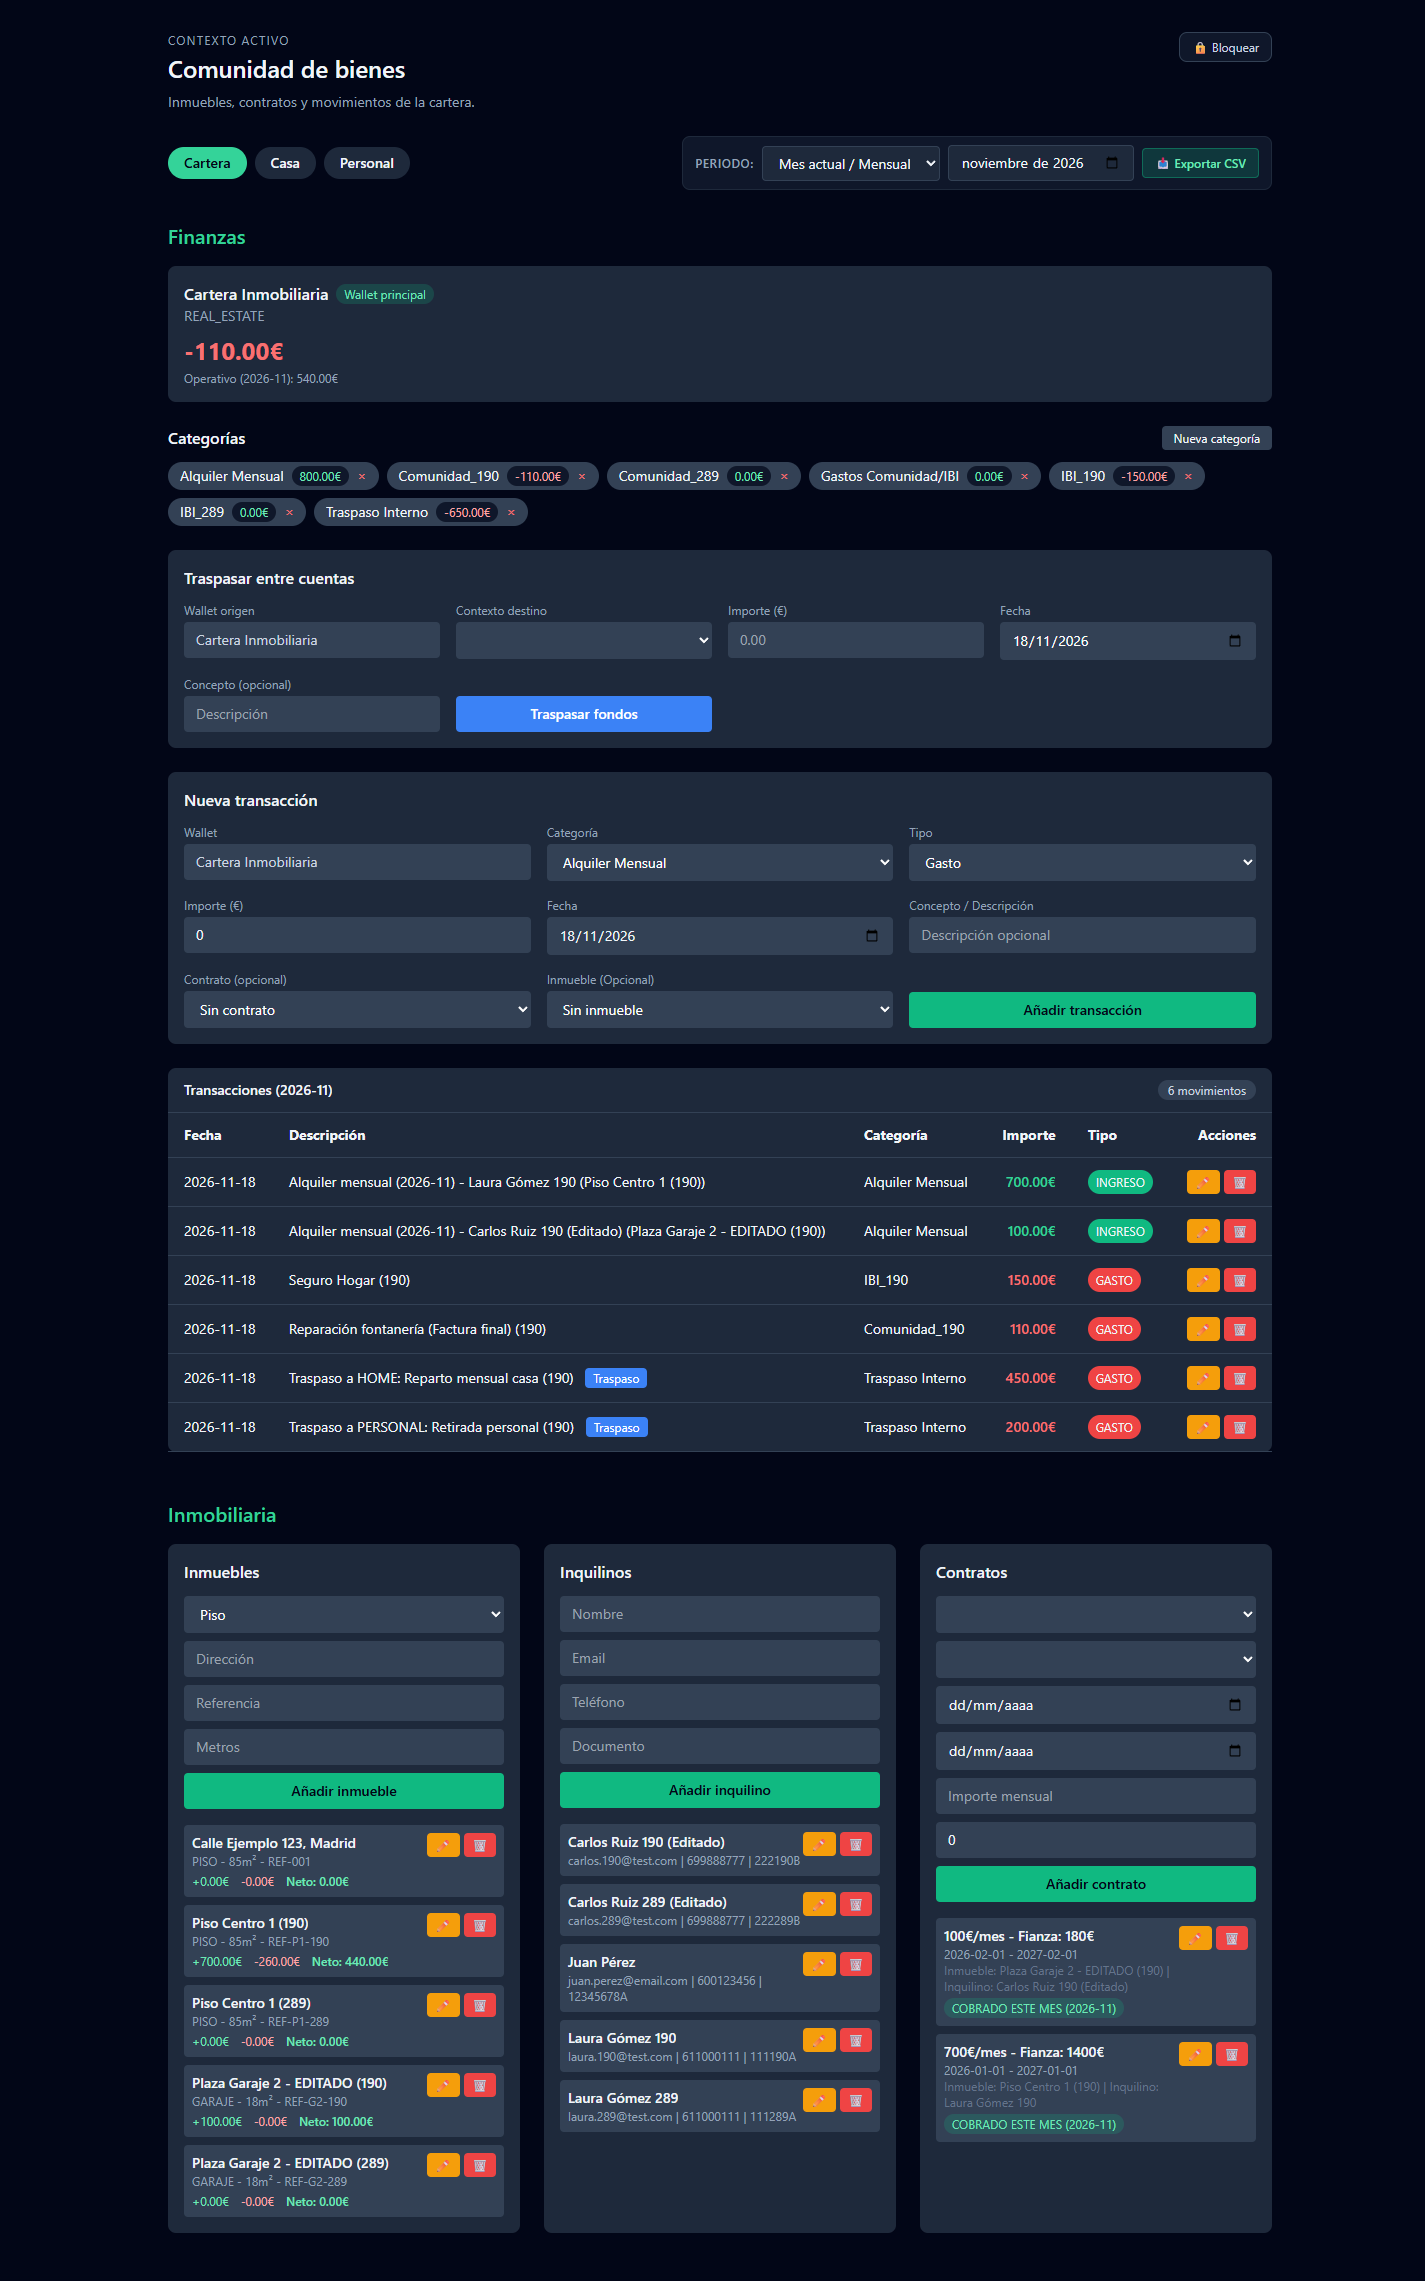 CONTEXTO ACTIVO
Comunidad de bienes
Inmuebles, contratos y movimientos de la cartera.
Bloquear
Cartera Casa Personal
PERIODO: Mes actual / Mensual noviembre de 2026 Exportar CSV
Finanzas
Cartera Inmobiliaria Wallet principal
REAL_ESTATE
-110.00€
Operativo (2026-11): 540.00€
Categorías
Nueva categoría
Alquiler Mensual 800.00€ × Comunidad_190 -110.00€ × Comunidad_289 0.00€ × Gastos Comunidad/IBI 0.00€ × IBI_190 -150.00€ ×
IBI_289 0.00€ × Traspaso Interno -650.00€ ×
Traspasar entre cuentas
Wallet origen Contexto destino Importe (€) Fecha
Cartera Inmobiliaria 0.00 18/11/2026
Concepto (opcional)
Descripción Traspasar fondos
Nueva transacción
Wallet Categoría Tipo
Cartera Inmobiliaria Alquiler Mensual Gasto
Importe (€) Fecha Concepto / Descripción
0 18/11/2026 Descripción opcional
Contrato (opcional) Inmueble (Opcional)
Sin contrato Sin inmueble Añadir transacción
Transacciones (2026-11) 6 movimientos
Fecha Descripción Categoría Importe Tipo Acciones
2026-11-18 Alquiler mensual (2026-11) - Laura Gómez 190 (Piso Centro 1 (190)) Alquiler Mensual 700.00€ INGRESO
2026-11-18 Alquiler mensual (2026-11) - Carlos Ruiz 190 (Editado) (Plaza Garaje 2 - EDITADO (190)) Alquiler Mensual 100.00€ INGRESO
2026-11-18 Seguro Hogar (190) IBI_190 150.00€ GASTO
2026-11-18 Reparación fontanería (Factura final) (190) Comunidad_190 110.00€ GASTO
2026-11-18 Traspaso a HOME: Reparto mensual casa (190) Traspaso Traspaso Interno 450.00€ GASTO
2026-11-18 Traspaso a PERSONAL: Retirada personal (190) Traspaso Traspaso Interno 200.00€ GASTO
Inmobiliaria
Inmuebles
Piso
Dirección
Referencia
Metros
Añadir inmueble
Calle Ejemplo 123, Madrid
PISO - 85m² - REF-001
+0.00€ -0.00€ Neto: 0.00€
Piso Centro 1 (190)
PISO - 85m² - REF-P1-190
+700.00€ -260.00€ Neto: 440.00€
Piso Centro 1 (289)
PISO - 85m² - REF-P1-289
+0.00€ -0.00€ Neto: 0.00€
Plaza Garaje 2 - EDITADO (190)
GARAJE - 18m² - REF-G2-190
+100.00€ -0.00€ Neto: 100.00€
Plaza Garaje 2 - EDITADO (289)
GARAJE - 18m² - REF-G2-289
+0.00€ -0.00€ Neto: 0.00€
Inquilinos
Nombre
Email
Teléfono
Documento
Añadir inquilino
Carlos Ruiz 190 (Editado)
carlos.190@test.com | 699888777 | 222190B
Carlos Ruiz 289 (Editado)
carlos.289@test.com | 699888777 | 222289B
Juan Pérez
juan.perez@email.com | 600123456 |
12345678A
Laura Gómez 190
laura.190@test.com | 611000111 | 111190A
Laura Gómez 289
laura.289@test.com | 611000111 | 111289A
Contratos
dd/mm/aaaa
dd/mm/aaaa
Importe mensual
0
Añadir contrato
100€/mes - Fianza: 180€
2026-02-01 - 2027-02-01
Inmueble: Plaza Garaje 2 - EDITADO (190) |
Inquilino: Carlos Ruiz 190 (Editado)
COBRADO ESTE MES (2026-11)
700€/mes - Fianza: 1400€
2026-01-01 - 2027-01-01
Inmueble: Piso Centro 1 (190) | Inquilino:
Laura Gómez 190
COBRADO ESTE MES (2026-11)